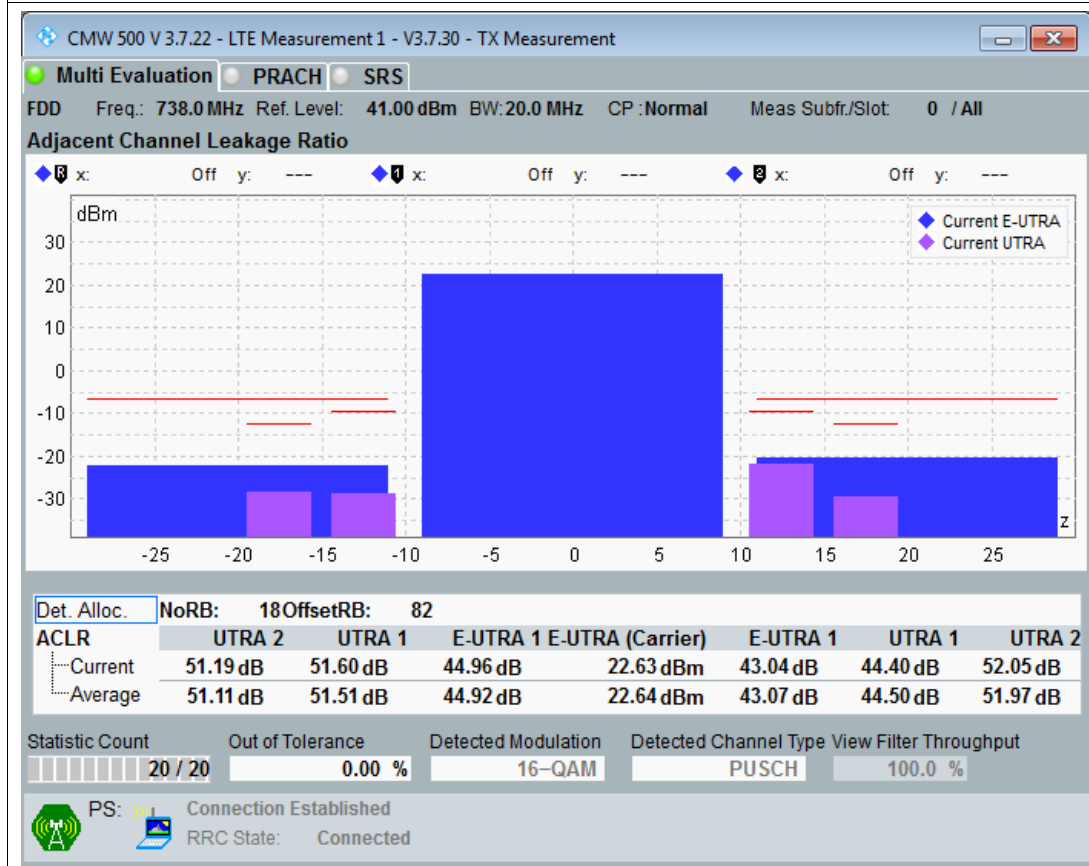 CMW 500 V 3.7.22 - LTE Measurement 1 - V3.7.30 - TX Measurement
Multi Evaluation PRACH SRS
FDD Freq.: 738.0 MHz Ref. Level: 41.00 dBm BW: 20.0 MHz CP : Normal Meas Subfr./Slot: 0 / All
Adjacent Channel Leakage Ratio
R x: Off y: --- 1 x: Off y: --- 2 x: Off y: ---
dBm
Current E-UTRA
Current UTRA
30
20
10
0
-10
-20
-30
z
-25 -20 -15 -10 -5 0 5 10 15 20 25
Det. Alloc. NoRB: 18 OffsetRB: 82
ACLR UTRA 2 UTRA 1 E-UTRA 1 E-UTRA (Carrier) E-UTRA 1 UTRA 1 UTRA 2
Current 51.19 dB 51.60 dB 44.96 dB 22.63 dBm 43.04 dB 44.40 dB 52.05 dB
Average 51.11 dB 51.51 dB 44.92 dB 22.64 dBm 43.07 dB 44.50 dB 51.97 dB
Statistic Count Out of Tolerance Detected Modulation Detected Channel Type View Filter Throughput
20 / 20 0.00 % 16-QAM PUSCH 100.0 %
PS: Connection Established
RRC State: Connected